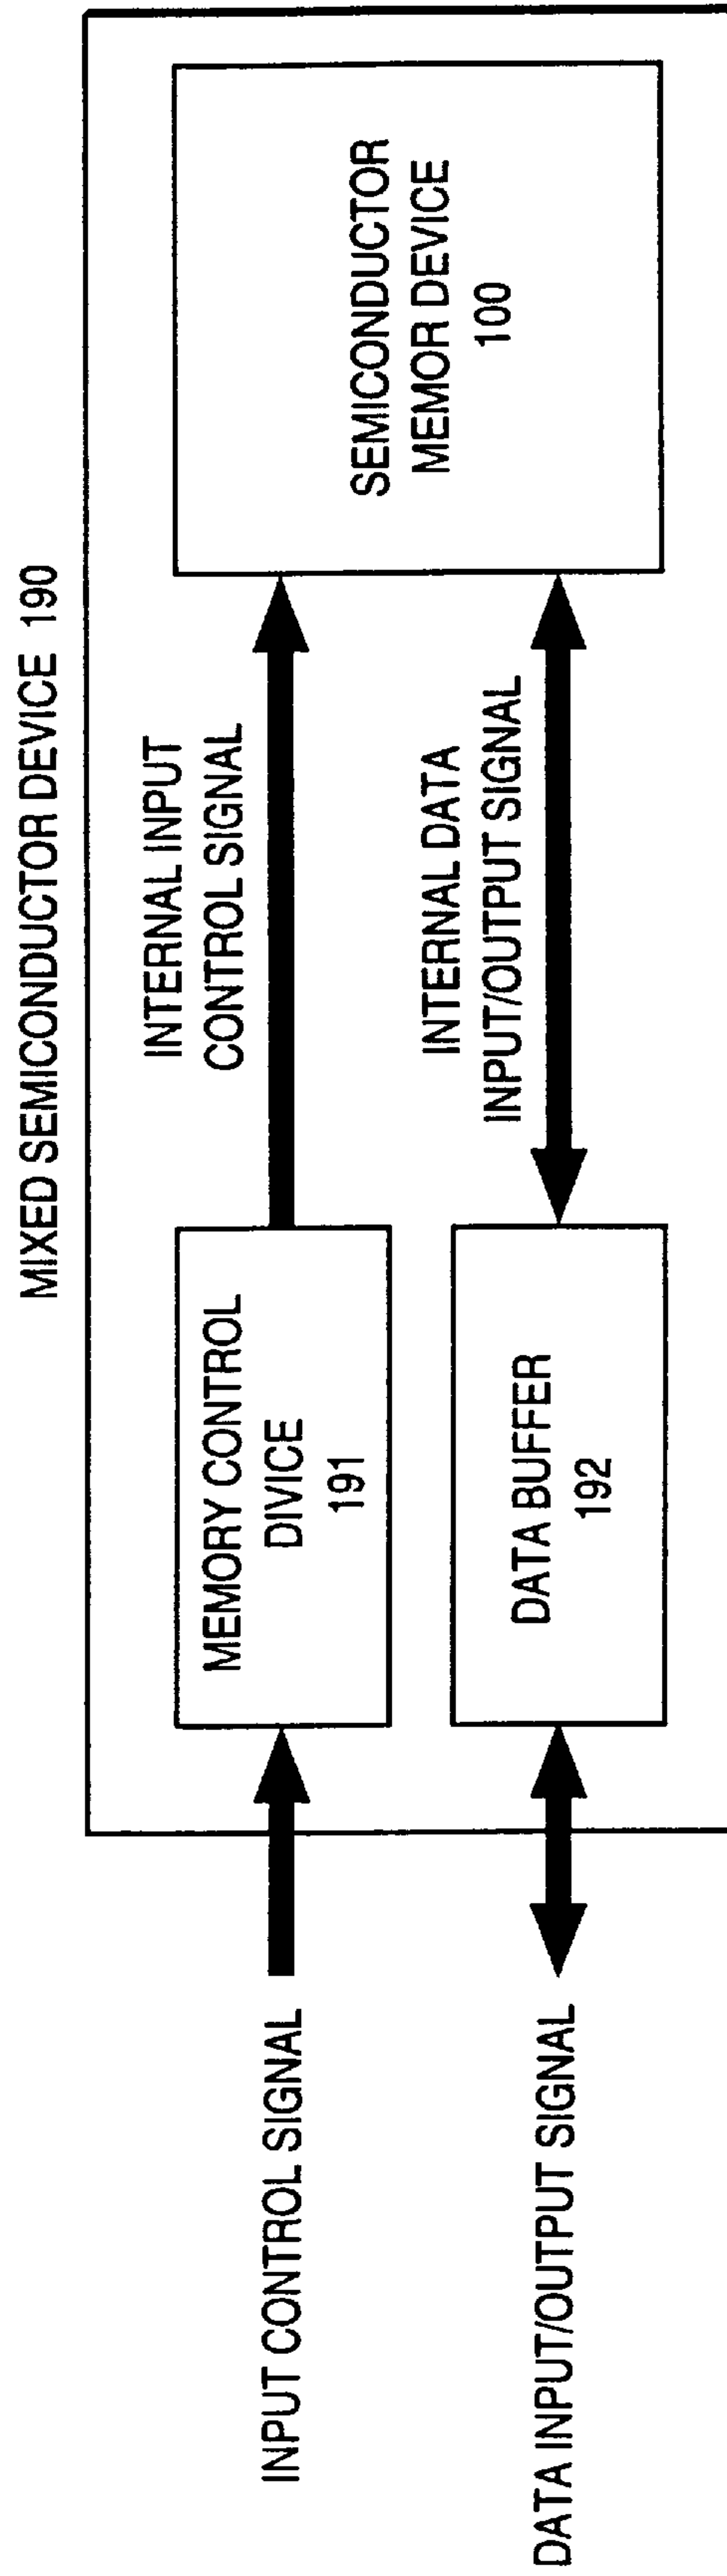 MIXED SEMICONDUCTOR DEVICE 190
INPUT CONTROL SIGNAL
MEMORY CONTROL
DIVICE
191
INTERNAL INPUT
CONTROL SIGNAL
SEMICONDUCTOR
MEMOR DEVICE
100
DATA INPUT/OUTPUT SIGNAL
DATA BUFFER
192
INTERNAL DATA
INPUT/OUTPUT SIGNAL